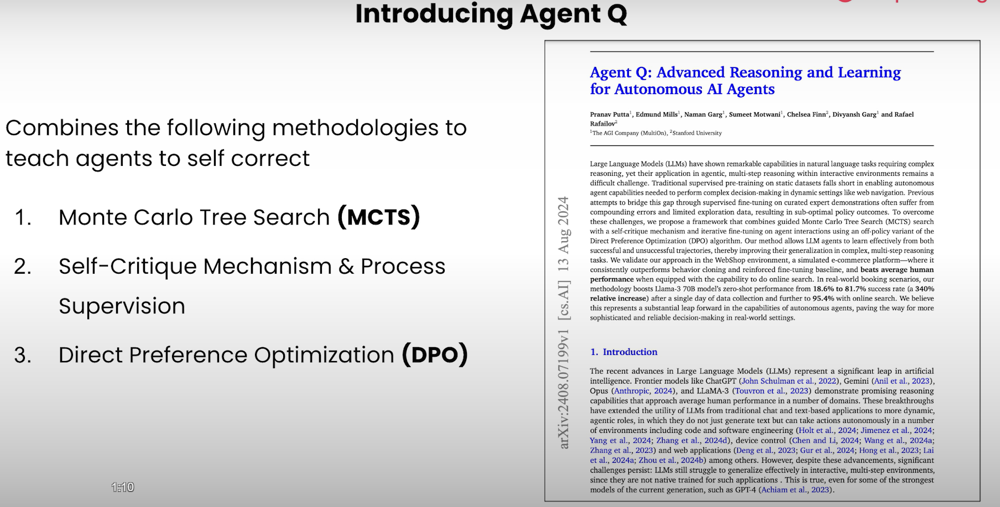 Introducing Agent Q
Combines the following methodologies to
teach agents to self correct
1. Monte Carlo Tree Search (MCTS)
2. Self-Critique Mechanism & Process
Supervision
3. Direct Preference Optimization (DPO)
1:10
arXiv:2408.07199v1 [cs.AI] 13 Aug 2024
Agent Q: Advanced Reasoning and Learning
for Autonomous AI Agents
Pranav Putta¹, Edmund Mills¹, Naman Garg¹, Sumeet Motwani¹, Chelsea Finn², Divyansh Garg¹ and Rafael
Rafailov²
¹The AGI Company (MultiOn), ²Stanford University
Large Language Models (LLMs) have shown remarkable capabilities in natural language tasks requiring complex
reasoning, yet their application in agentic, multi-step reasoning within interactive environments remains a
difficult challenge. Traditional supervised pre-training on static datasets falls short in enabling autonomous
agent capabilities needed to perform complex decision-making in dynamic settings like web navigation. Previous
attempts to bridge this gap through supervised fine-tuning on curated expert demonstrations often suffer from
compounding errors and limited exploration data, resulting in sub-optimal policy outcomes. To overcome
these challenges, we propose a framework that combines guided Monte Carlo Tree Search (MCTS) search
with a self-critique mechanism and iterative fine-tuning on agent interactions using an off-policy variant of the
Direct Preference Optimization (DPO) algorithm. Our method allows LLM agents to learn effectively from both
successful and unsuccessful trajectories, thereby improving their generalization in complex, multi-step reasoning
tasks. We validate our approach in the WebShop environment, a simulated e-commerce platform—where it
consistently outperforms behavior cloning and reinforced fine-tuning baseline, and beats average human
performance when equipped with the capability to do online search. In real-world booking scenarios, our
methodology boosts Llama-3 70B model's zero-shot performance from 18.6% to 81.7% success rate (a 340%
relative increase) after a single day of data collection and further to 95.4% with online search. We believe
this represents a substantial leap forward in the capabilities of autonomous agents, paving the way for more
sophisticated and reliable decision-making in real-world settings.
1. Introduction
The recent advances in Large Language Models (LLMs) represent a significant leap in artificial
intelligence. Frontier models like ChatGPT (John Schulman et al., 2022), Gemini (Anil et al., 2023),
Opus (Anthropic, 2024), and LLaMA-3 (Touvron et al., 2023) demonstrate promising reasoning
capabilities that approach average human performance in a number of domains. These breakthroughs
have extended the utility of LLMs from traditional chat and text-based applications to more dynamic,
agentic roles, in which they do not just generate text but can take actions autonomously in a number
of environments including code and software engineering (Holt et al., 2024; Jimenez et al., 2024;
Yang et al., 2024; Zhang et al., 2024d), device control (Chen and Li, 2024; Wang et al., 2024a;
Zhang et al., 2023) and web applications (Deng et al., 2023; Gur et al., 2024; Hong et al., 2023; Lai
et al., 2024a; Zhou et al., 2024b) among others. However, despite these advancements, significant
challenges persist: LLMs still struggle to generalize effectively in interactive, multi-step environments,
since they are not native trained for such applications . This is true, even for some of the strongest
models of the current generation, such as GPT-4 (Achiam et al., 2023).